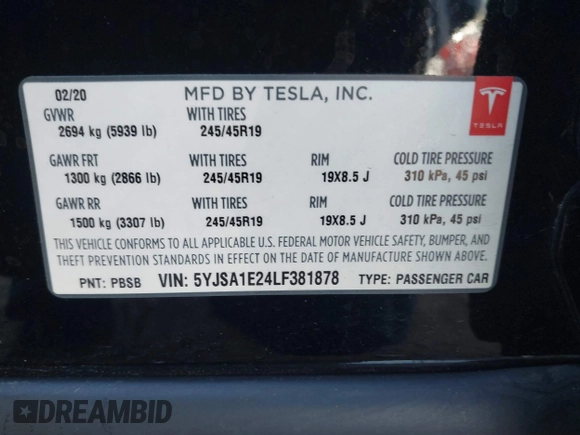 02/20 MFD BY TESLA, INC.
GVWR WITH TIRES
2694 kg (5939 lb) 245/45R19
TESLA
GAWR FRT WITH TIRES RIM COLD TIRE PRESSURE
1300 kg (2866 lb) 245/45R19 19X8.5 J 310 kPa, 45 psi
GAWR RR WITH TIRES RIM COLD TIRE PRESSURE
1500 kg (3307 lb) 245/45R19 19X8.5 J 310 kPa, 45 psi
THIS VEHICLE CONFORMS TO ALL APPLICABLE U.S. FEDERAL MOTOR VEHICLE SAFETY, BUMPER, AND
THEFT PREVENTION STANDARDS IN EFFECT ON THE DATE OF MANUFACTURE SHOWN ABOVE.
PNT: PBSB VIN: 5YJSA1E24LF381878 TYPE: PASSENGER CAR
DREAMBID